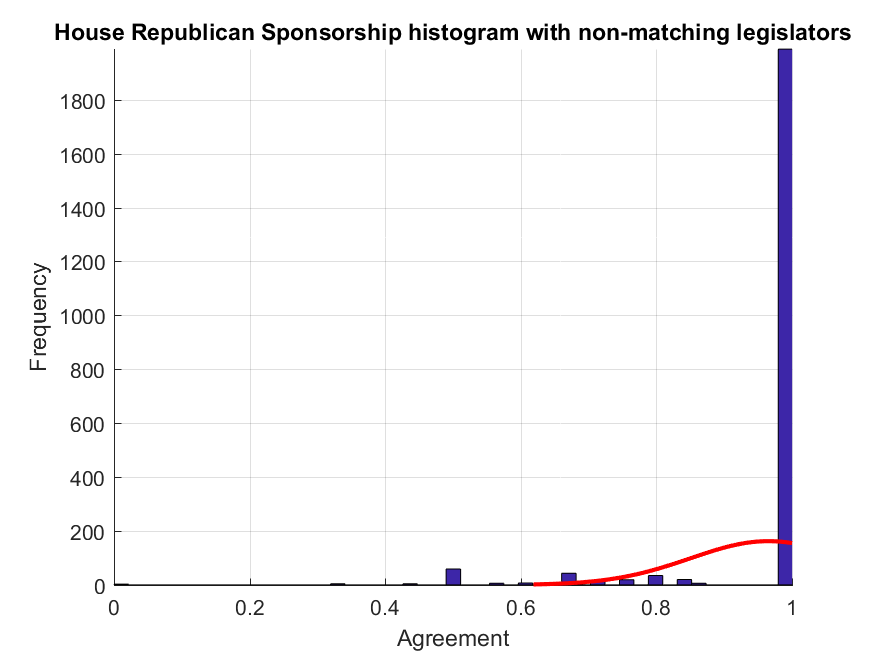 House Republican Sponsorship histogram with non-matching legislators
1800
1600
1400
1200
1000
800
600
400
200
0
Frequency
0 0.2 0.4 0.6 0.8 1
Agreement